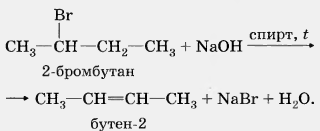 Br
CH₃—CH—CH₂—CH₃ + NaOH спирт, t
2-бромбутан
⟶ CH₃—CH=CH—CH₃ + NaBr + H₂O.
бутен-2